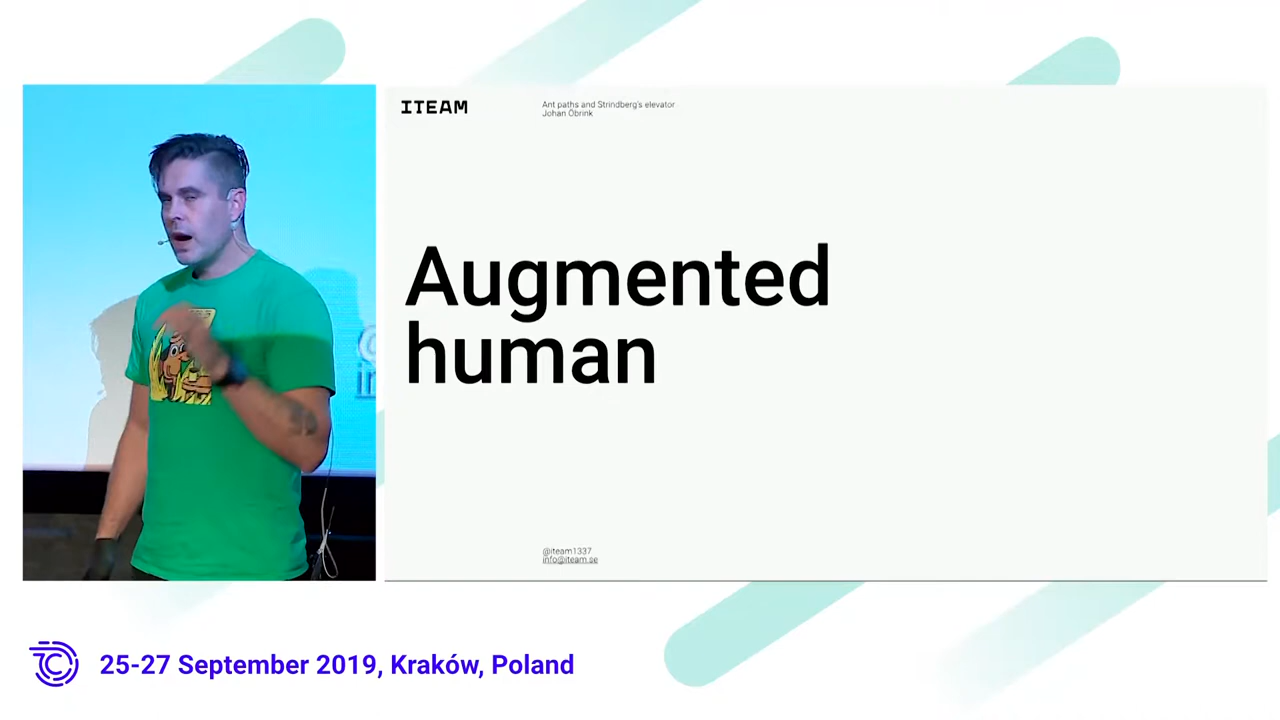 ITEAM
Ant paths and Strindberg's elevator
Johan Öbrink
Augmented
human
@iteam1337
info@iteam.se
25-27 September 2019, Kraków, Poland